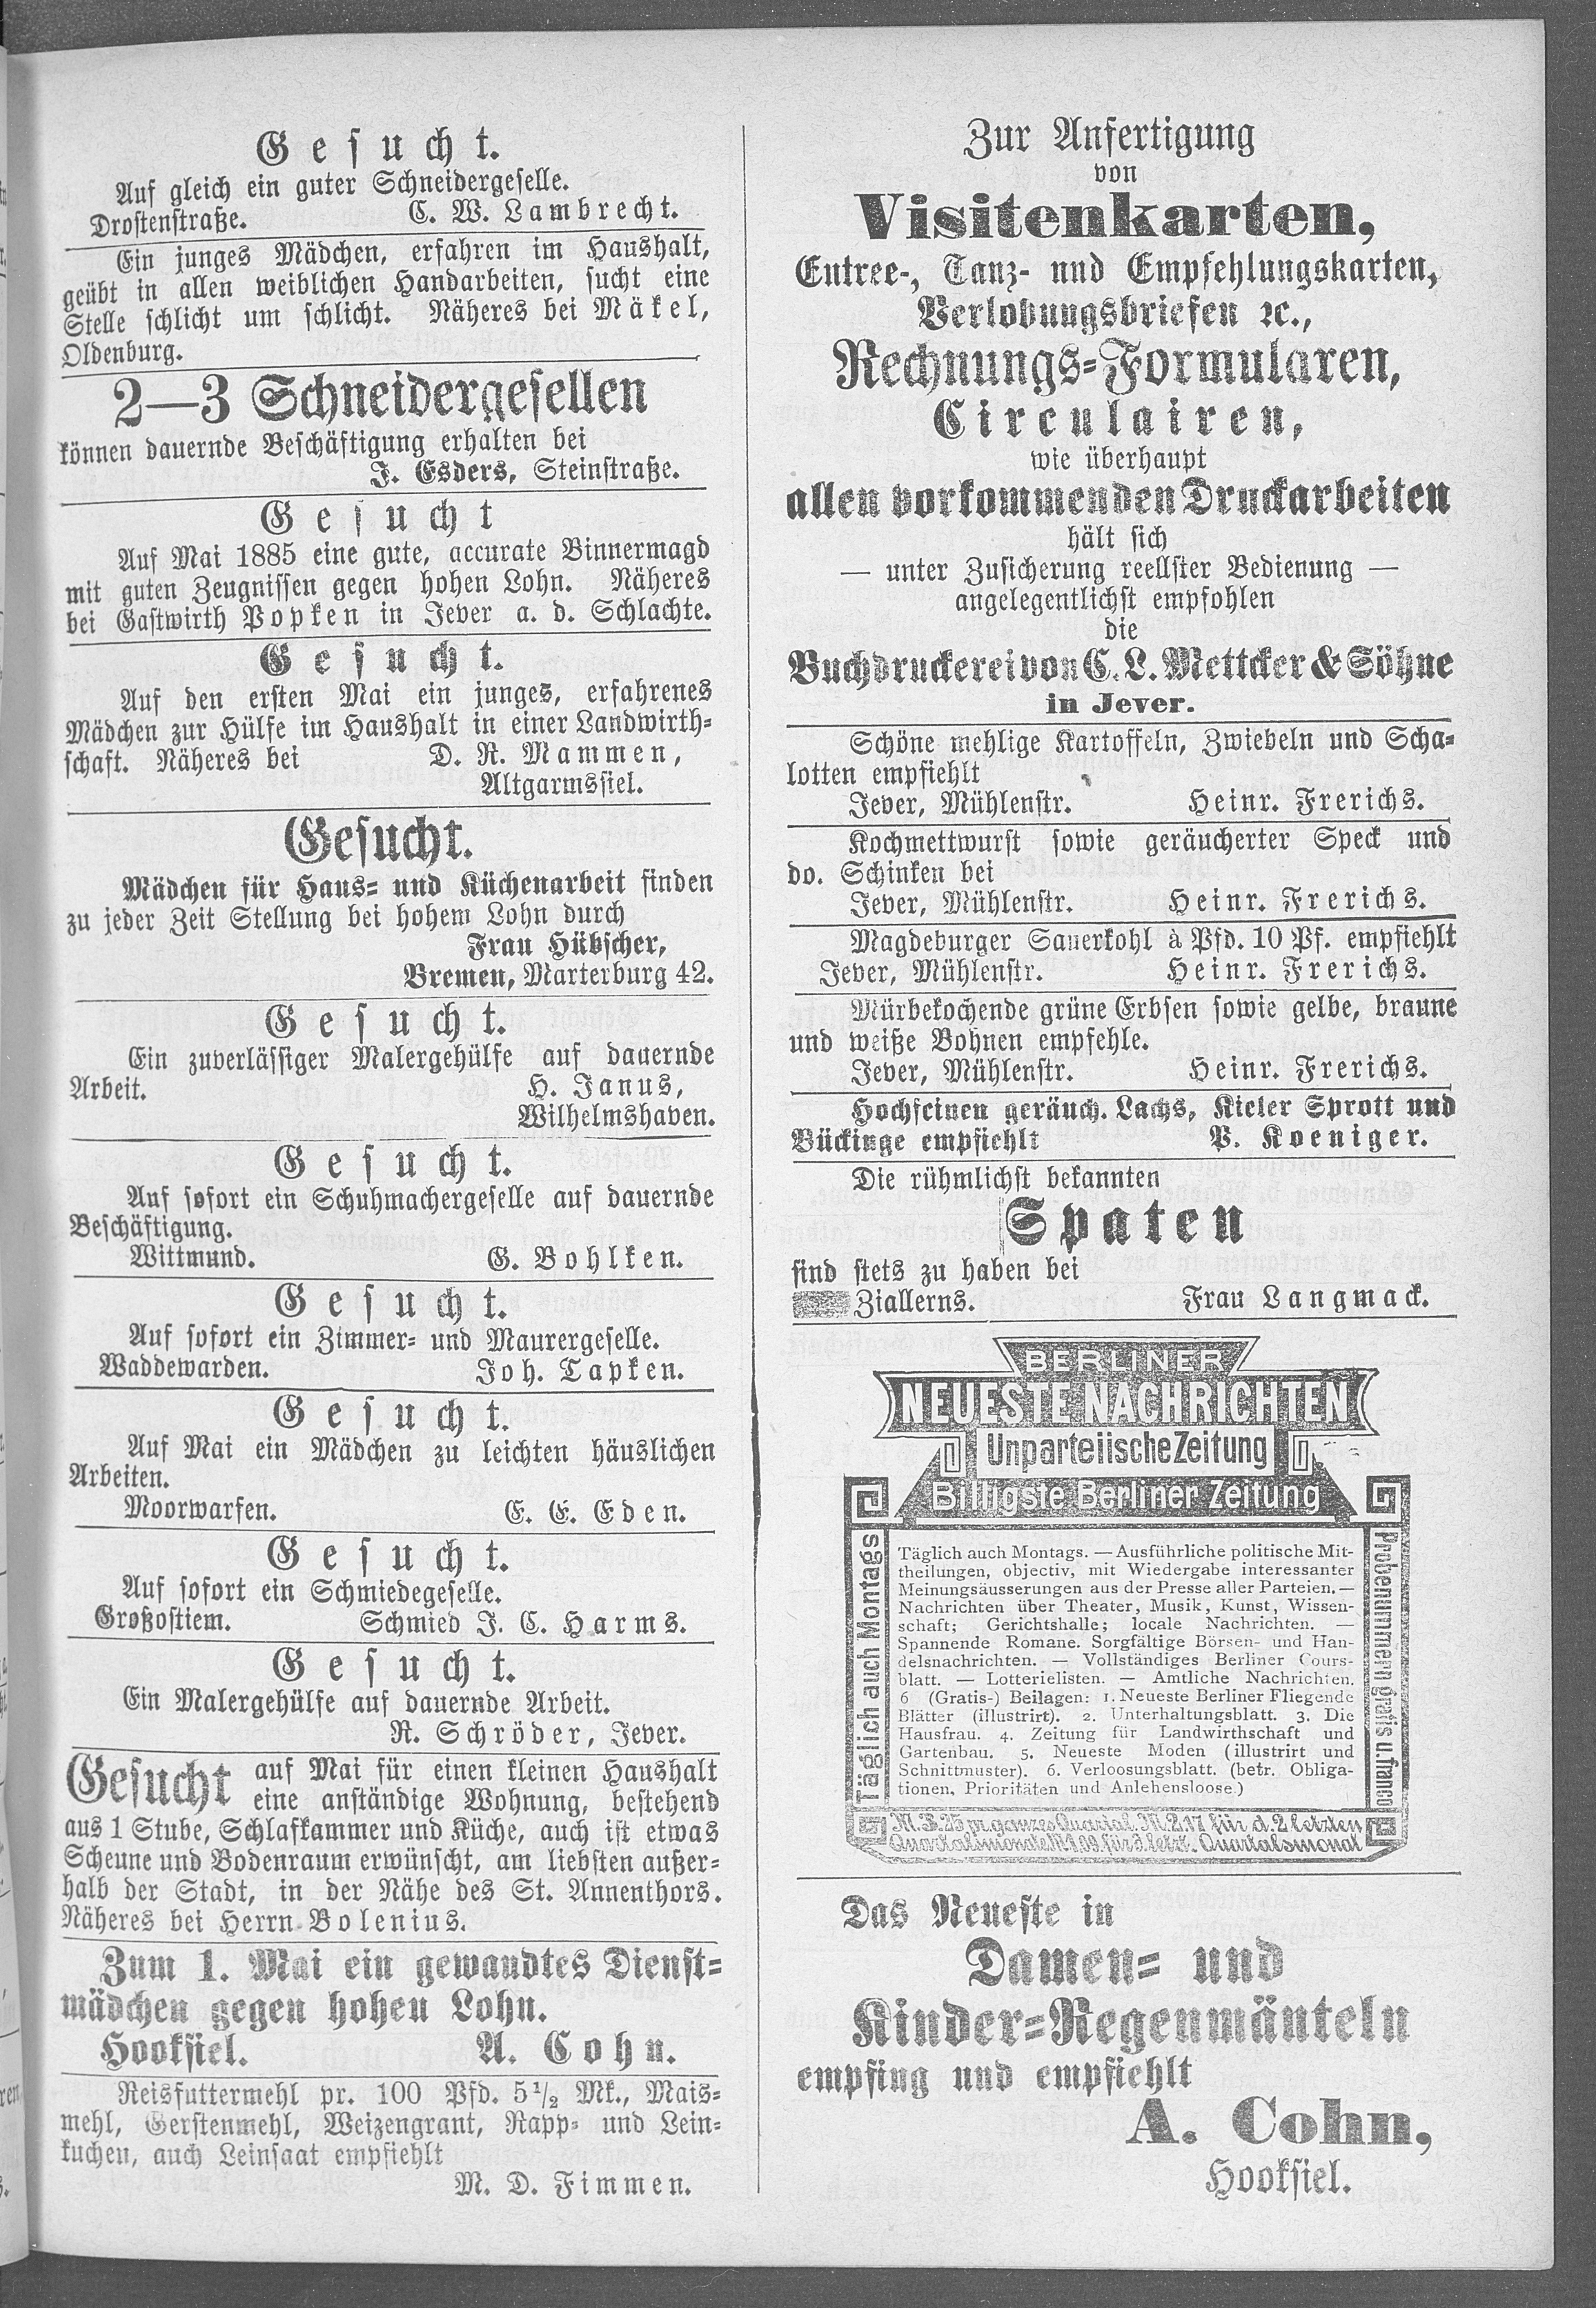 Gesucht.
Auf gleich ein guter Schneidergeselle.
Drostenstraße. C. W. Lambrecht.
Ein junges Mädchen, erfahren im Haushalt,
geübt in allen weiblichen Handarbeiten, sucht eine
Stelle schlicht um schlicht. Näheres bei Mäkel,
Oldenburg.
2—3 Schneidergesellen
können dauernde Beschäftigung erhalten bei
J. Esders, Steinstraße.
Gesucht
Auf Mai 1885 eine gute, accurate Binnermagd
mit guten Zeugnissen gegen hohen Lohn. Näheres
bei Gastwirth Popken in Jever a. d. Schlachte.
Gesucht.
Auf den ersten Mai ein junges, erfahrenes
Mädchen zur Hülfe im Haushalt in einer Landwirth-
schaft. Näheres bei D. R. Mammen,
Altgarmssiel.
Gesucht.
Mädchen für Haus- und Küchenarbeit finden
zu jeder Zeit Stellung bei hohem Lohn durch
Frau Hübscher,
Bremen, Marterburg 42.
Gesucht.
Ein zuverlässiger Malergehülfe auf dauernde
Arbeit. H. Janus,
Wilhelmshaven.
Gesucht.
Auf sofort ein Schuhmachergeselle auf dauernde
Beschäftigung.
Wittmund. G. Bohlken.
Gesucht.
Auf sofort ein Zimmer- und Maurergeselle.
Waddewarden. Joh. Tapken.
Gesucht.
Auf Mai ein Mädchen zu leichten häuslichen
Arbeiten.
Moorwarfen. E. E. Eden.
Gesucht.
Auf sofort ein Schmiedegeselle.
Großostiem. Schmied J. C. Harms.
Gesucht.
Ein Malergehülfe auf dauernde Arbeit.
R. Schröder, Jever.
Gesucht auf Mai für einen kleinen Haushalt
eine anständige Wohnung, bestehend
aus 1 Stube, Schlafkammer und Küche, auch ist etwas
Scheune und Bodenraum erwünscht, am liebsten außer-
halb der Stadt, in der Nähe des St. Annenthors.
Näheres bei Herrn Bolenius.
Zum 1. Mai ein gewandtes Dienst-
mädchen gegen hohen Lohn.
Hooksiel. A. Cohn.
Reisfuttermehl pr. 100 Pfd. 5½ Mk., Mais-
mehl, Gerstenmehl, Weizengrant, Rapp- und Lein-
kuchen, auch Leinsaat empfiehlt
M. D. Fimmen.
Zur Anfertigung
von
Visitenkarten,
Entree-, Tanz- und Empfehlungskarten,
Verlobungsbriefen ꝛc.,
Rechnungs-Formularen,
Circulairen,
wie überhaupt
allen vorkommenden Druckarbeiten
hält sich
— unter Zusicherung reellster Bedienung —
angelegentlichst empfohlen
die
Buchdruckerei von C. L. Mettcker & Söhne
in Jever.
Schöne mehlige Kartoffeln, Zwiebeln und Scha-
lotten empfiehlt
Jever, Mühlenstr. Heinr. Frerichs.
Kochmettwurst sowie geräucherter Speck und
do. Schinken bei
Jever, Mühlenstr. Heinr. Frerichs.
Magdeburger Sauerkohl à Pfd. 10 Pf. empfiehlt
Jever, Mühlenstr. Heinr. Frerichs.
Mürbekochende grüne Erbsen sowie gelbe, braune
und weiße Bohnen empfehle.
Jever, Mühlenstr. Heinr. Frerichs.
Hochfeinen geräuch. Lachs, Kieler Sprott und
Bückinge empfiehlt P. Koeniger.
Die rühmlichst bekannten
Spaten
sind stets zu haben bei
Ziallerns. Frau Langmack.
BERLINER
NEUESTE NACHRICHTEN
Unparteiische Zeitung
Billigste Berliner Zeitung
Täglich auch Montags
Täglich auch Montags. — Ausführliche politische Mit-
theilungen, objectiv, mit Wiedergabe interessanter
Meinungsäusserungen aus der Presse aller Parteien. —
Nachrichten über Theater, Musik, Kunst, Wissen-
schaft; Gerichtshalle; locale Nachrichten. —
Spannende Romane. Sorgfältige Börsen- und Han-
delsnachrichten. — Vollständiges Berliner Cours-
blatt. — Lotterielisten. — Amtliche Nachrichten.
6 (Gratis-) Beilagen: 1. Neueste Berliner Fliegende
Blätter (illustrirt). 2. Unterhaltungsblatt. 3. Die
Hausfrau. 4. Zeitung für Landwirthschaft und
Gartenbau. 5. Neueste Moden (illustrirt und
Schnittmuster). 6. Verloosungsblatt. (betr. Obliga-
tionen, Prioritäten und Anlehensloose.)
Probenummern gratis u. franco
pr. ganzes Quartal. M. 2.17 für d. 2 letzten
Quartalsmonate für d. letzt. Quartalsmonat
Das Neueste in
Damen- und
Kinder-Regenmänteln
empfing und empfiehlt
A. Cohn,
Hooksiel.